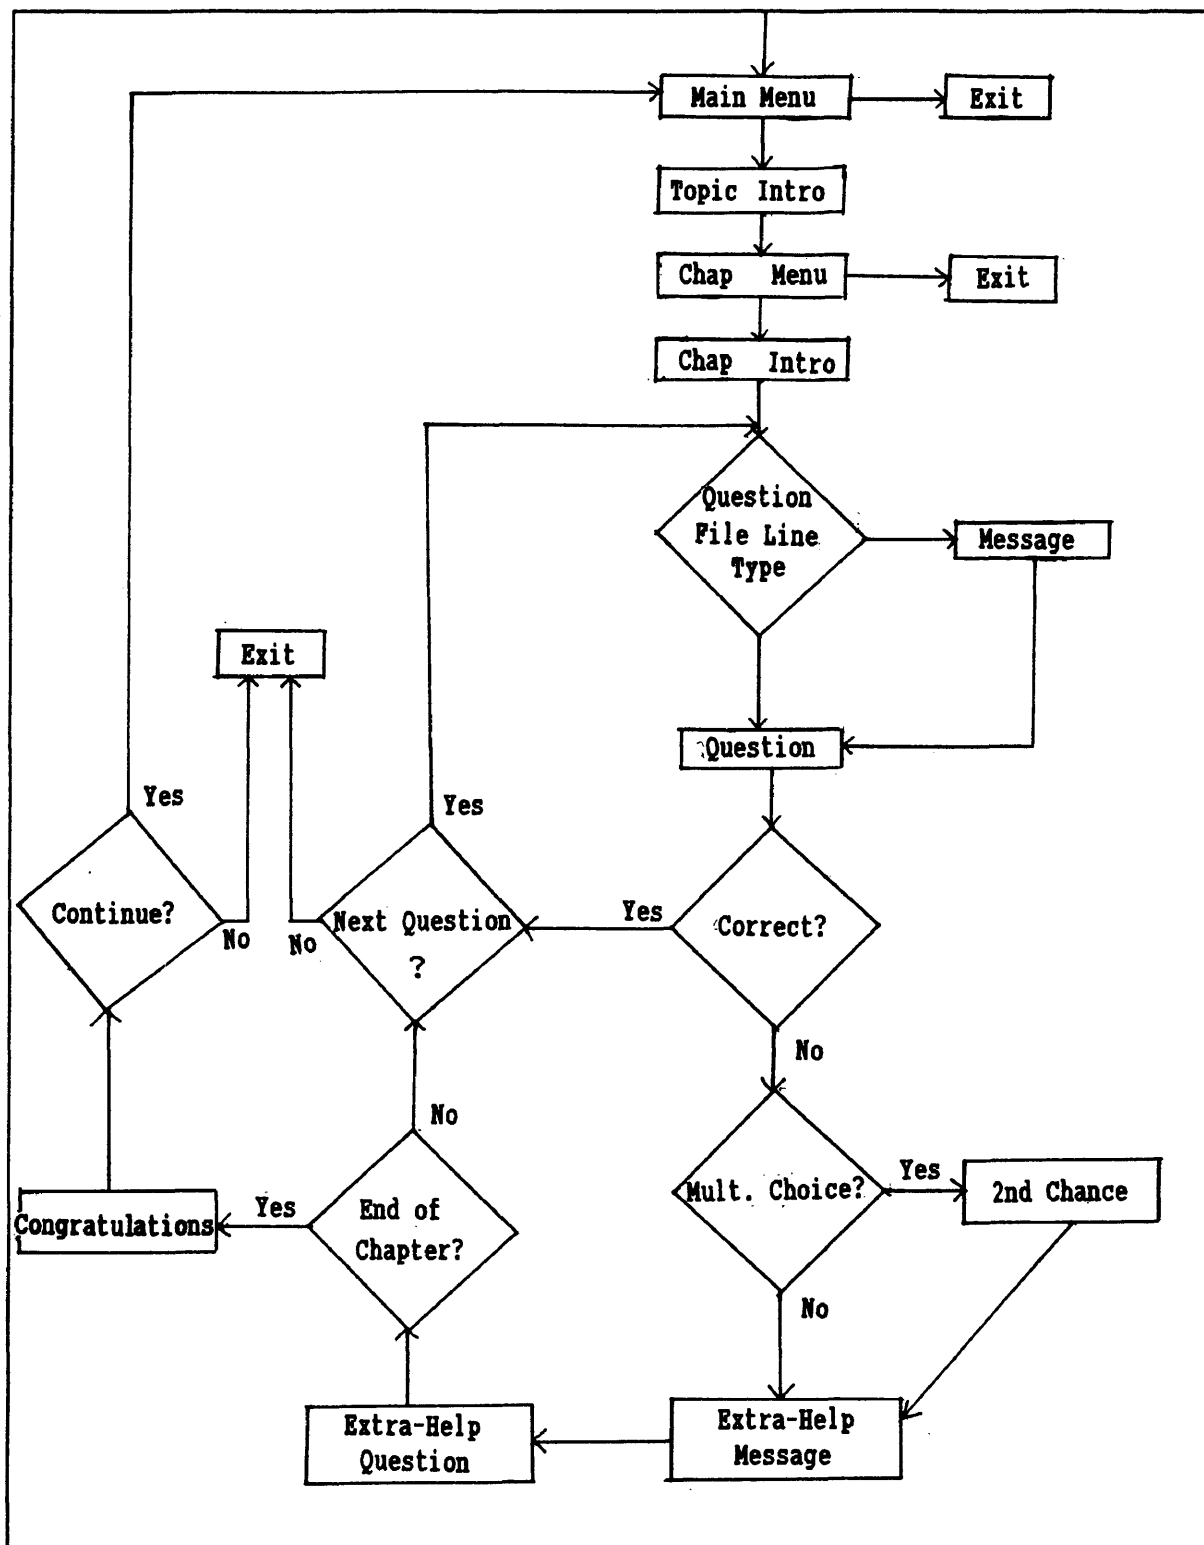 Main Menu
Exit
Topic Intro
Chap Menu
Exit
Chap Intro
Question
File Line
Type
Message
Exit
Question
Yes
Yes
Continue?
No
No
Next Question
?
Yes
Correct?
No
No
Mult. Choice?
Yes
2nd Chance
Congratulations
Yes
End of
Chapter?
No
Extra-Help
Question
Extra-Help
Message